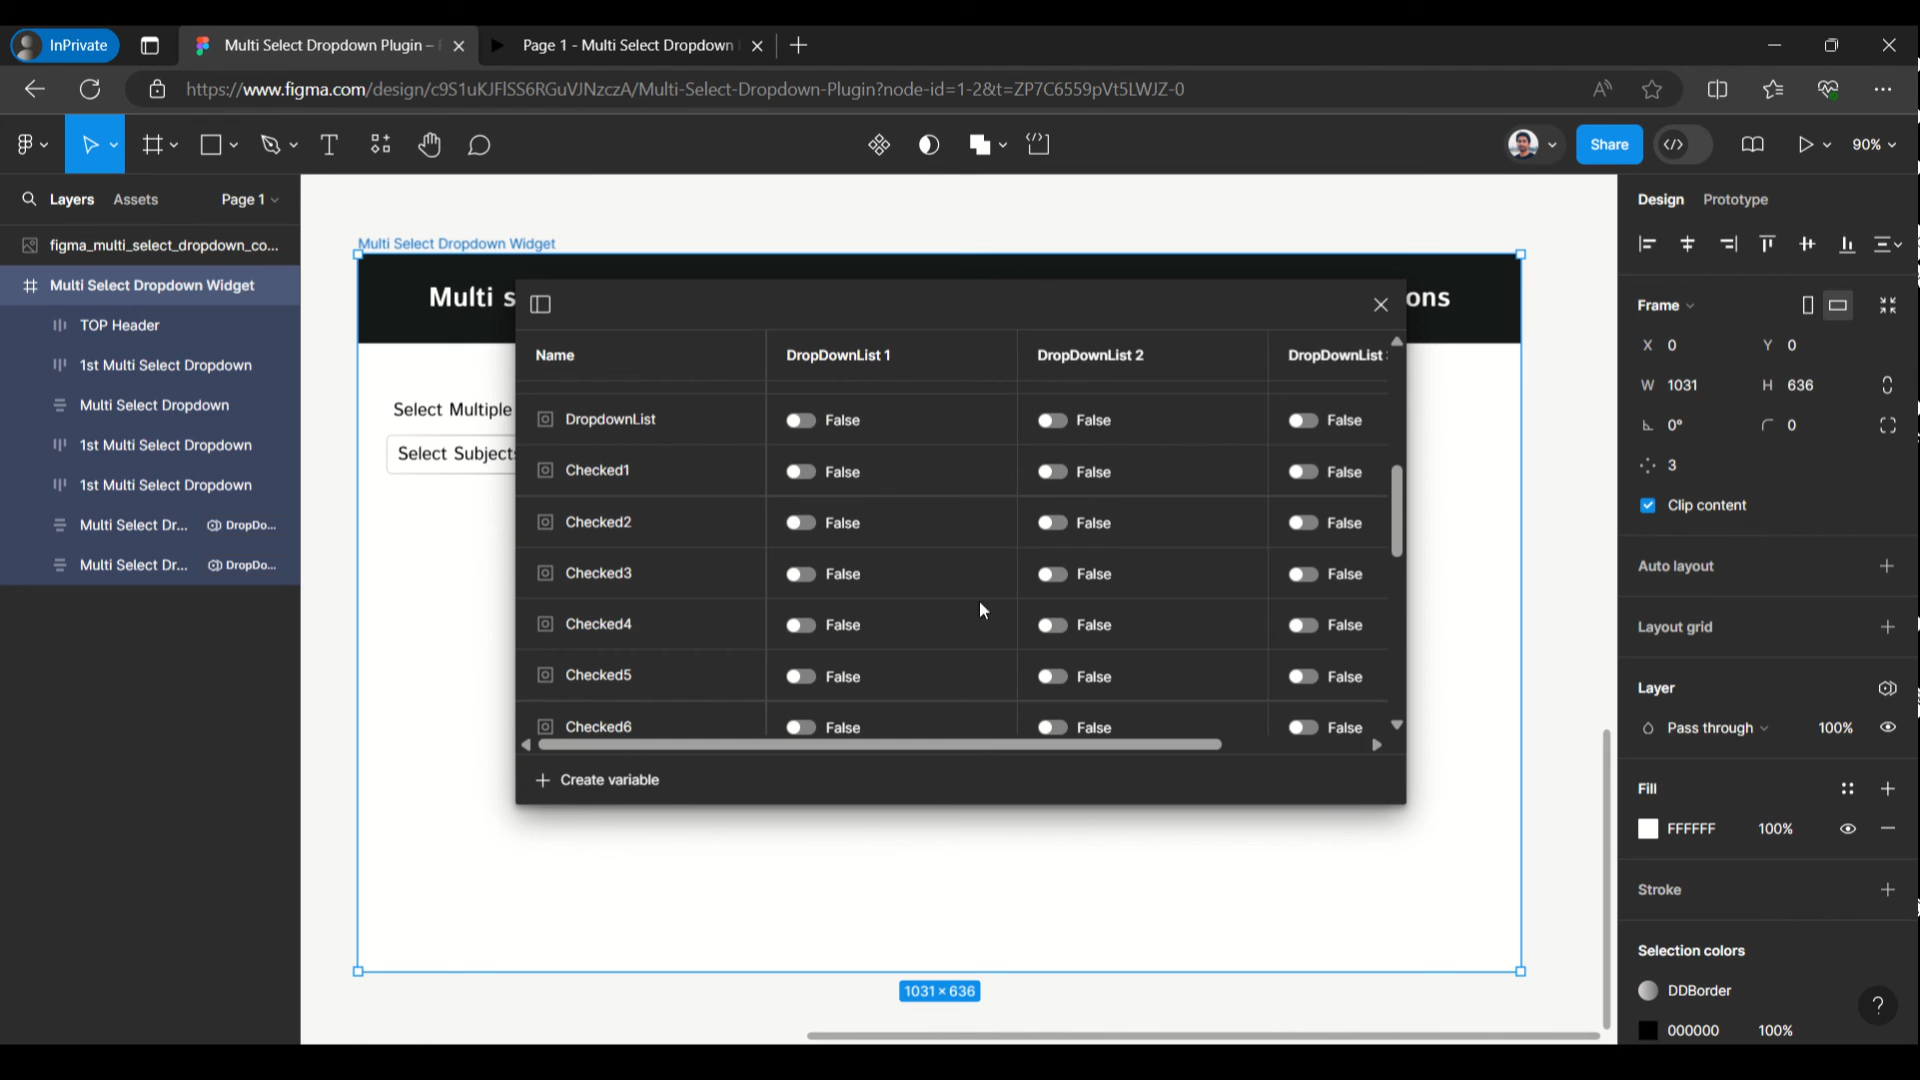 InPrivate
Multi Select Dropdown Plugin –
Page 1 - Multi Select Dropdown
https://www.figma.com/design/c9S1uKJFlSS6RGuVJNzczA/Multi-Select-Dropdown-Plugin?node-id=1-2&t=ZP7C6559pVt5LWJZ-0
Share
90%
Layers
Assets
Page 1
figma_multi_select_dropdown_co...
Multi Select Dropdown Widget
TOP Header
1st Multi Select Dropdown
Multi Select Dropdown
1st Multi Select Dropdown
1st Multi Select Dropdown
Multi Select Dr... DropDo...
Multi Select Dr... DropDo...
Multi Select Dropdown Widget
Multi s
ons
Select Multiple
Select Subject
Name DropDownList 1 DropDownList 2 DropDownList
DropdownList False False False
Checked1 False False False
Checked2 False False False
Checked3 False False False
Checked4 False False False
Checked5 False False False
Checked6 False False False
+ Create variable
1031 × 636
Design Prototype
Frame
X 0 Y 0
W 1031 H 636
0° 0
3
Clip content
Auto layout
Layout grid
Layer
Pass through 100%
Fill
FFFFFF 100%
Stroke
Selection colors
DDBorder
000000 100%
?